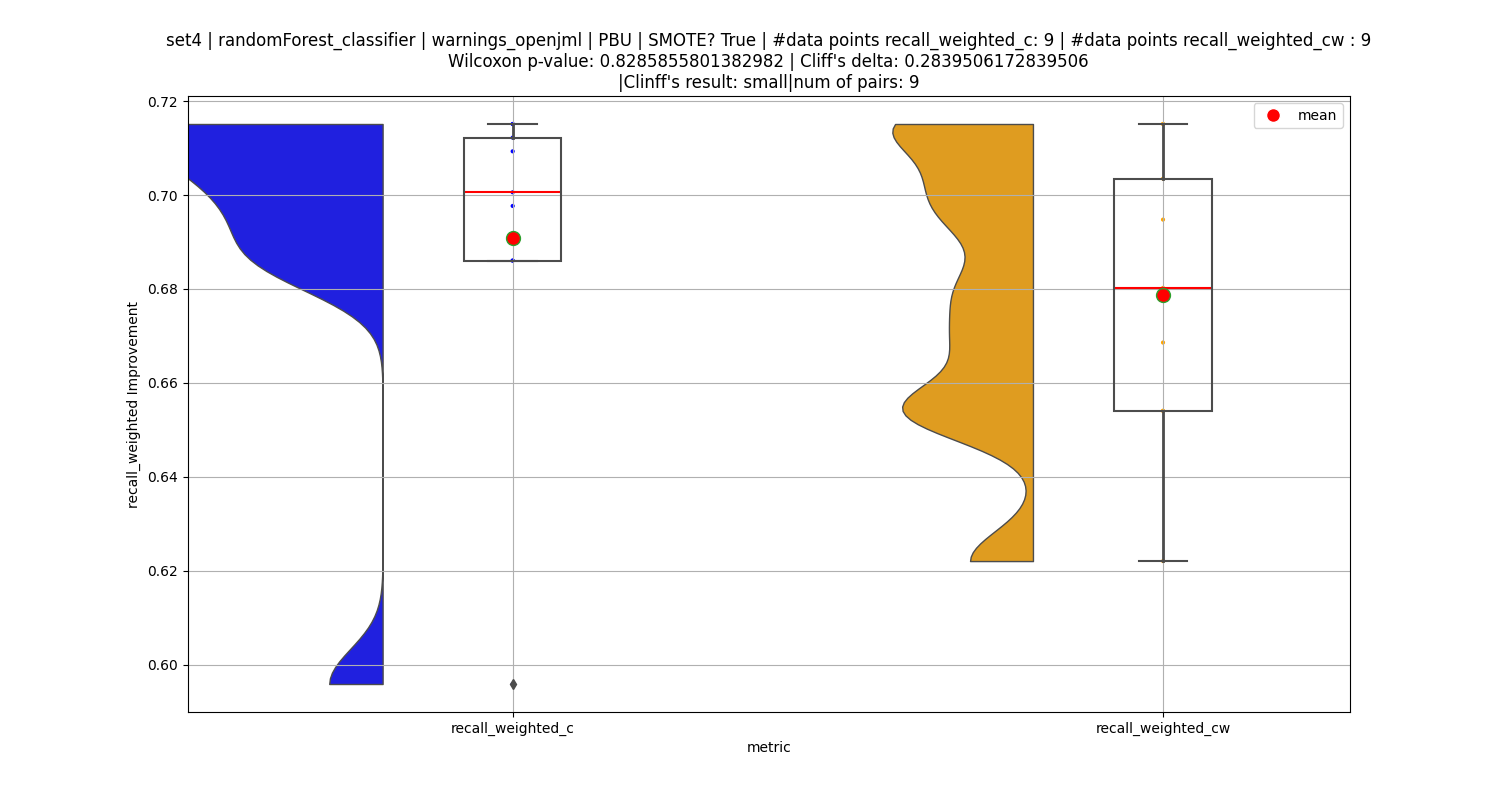 set4 | randomForest_classifier | warnings_openjml | PBU | SMOTE? True | #data points recall_weighted_c: 9 | #data points recall_weighted_cw : 9
Wilcoxon p-value: 0.8285855801382982 | Cliff's delta: 0.2839506172839506
|Clinff's result: small|num of pairs: 9
mean
0.72
0.70
0.68
0.66
0.64
0.62
0.60
recall_weighted Improvement
recall_weighted_c
recall_weighted_cw
metric